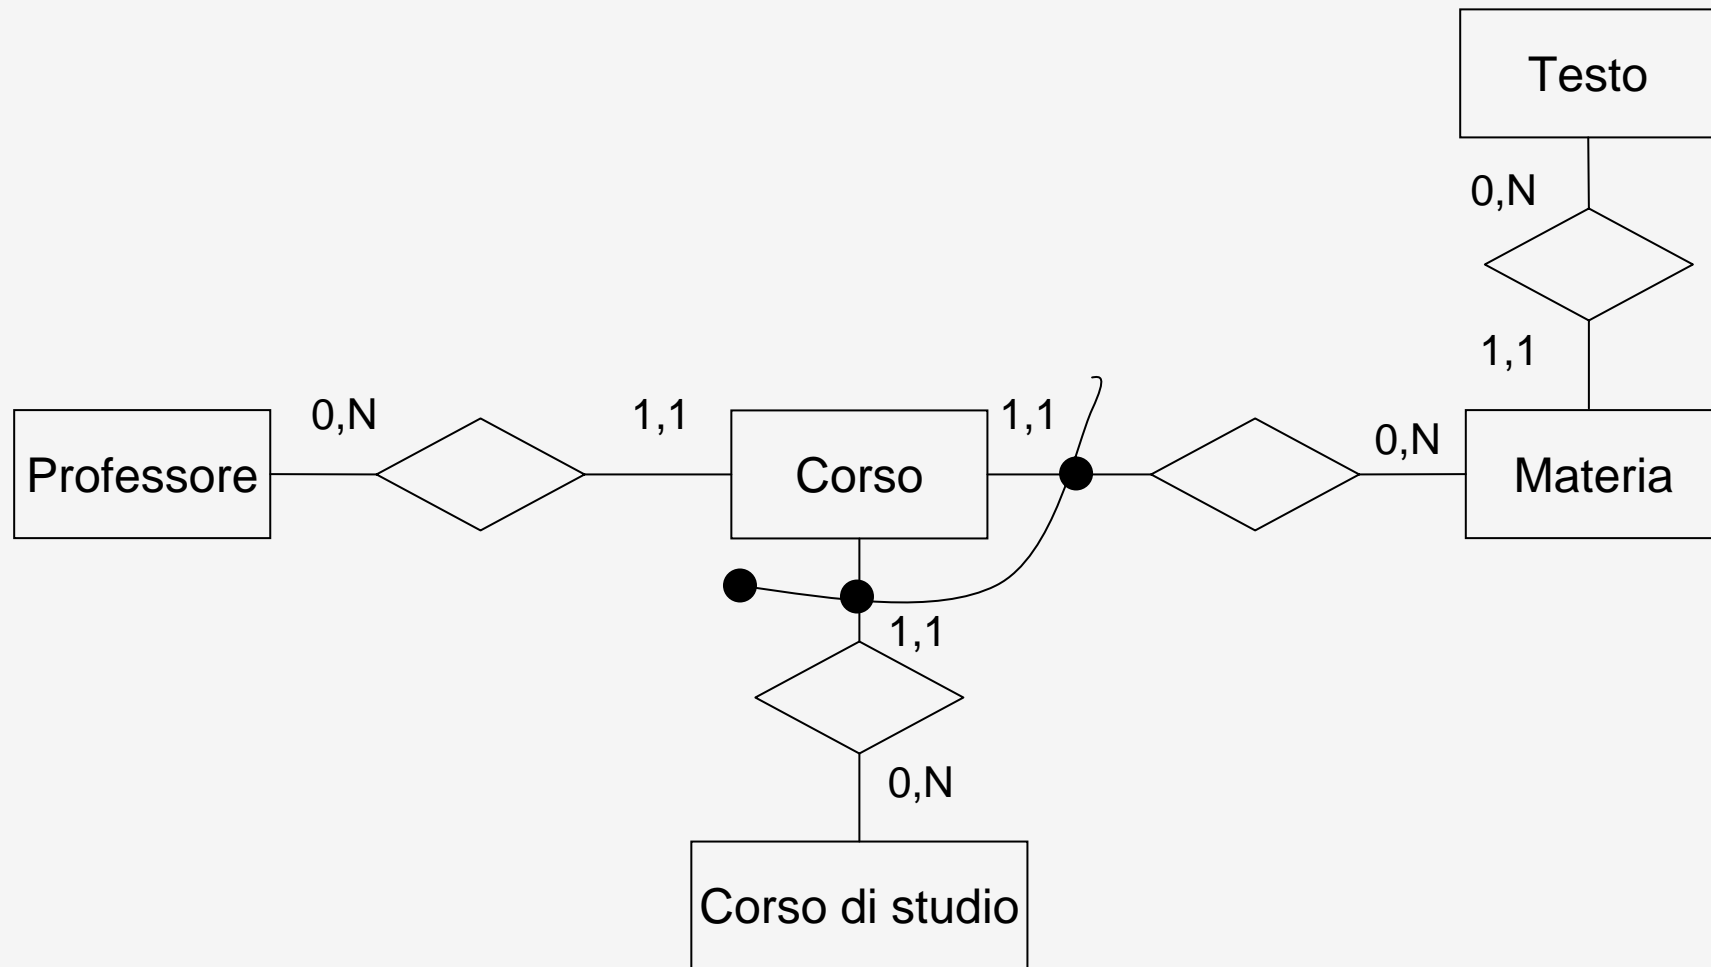 Testo
0,N
1,1
0,N
1,1
1,1
0,N
Professore
Corso
Materia
1,1
0,N
Corso di studio